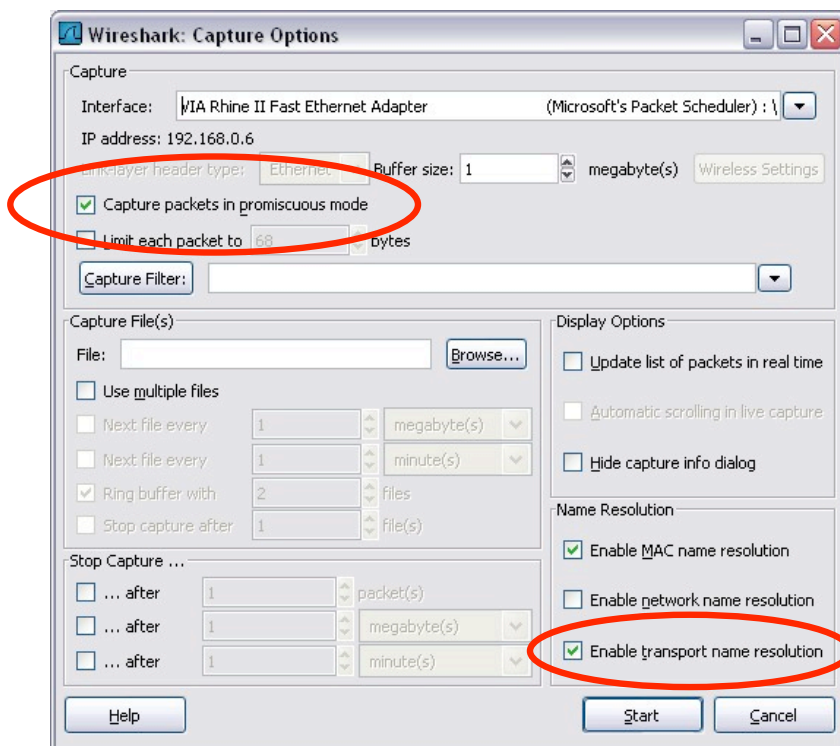 Wireshark: Capture Options
Capture
Interface: VIA Rhine II Fast Ethernet Adapter (Microsoft's Packet Scheduler) : \
IP address: 192.168.0.6
Link-layer header type: Ethernet Buffer size: 1 megabyte(s) Wireless Settings
Capture packets in promiscuous mode
Limit each packet to 68 bytes
Capture Filter:
Capture File(s)
File: Browse...
Use multiple files
Next file every 1 megabyte(s)
Next file every 1 minute(s)
Ring buffer with 2 files
Stop capture after 1 file(s)
Stop Capture ...
... after 1 packet(s)
... after 1 megabyte(s)
... after 1 minute(s)
Display Options
Update list of packets in real time
Automatic scrolling in live capture
Hide capture info dialog
Name Resolution
Enable MAC name resolution
Enable network name resolution
Enable transport name resolution
Help Start Cancel